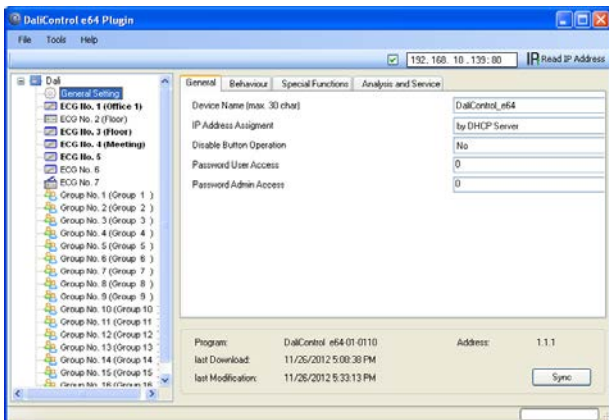 DaliControl e64 Plugin
File Tools Help
192. 168. 10 . 139 : 80 IP Read IP Address
Dali
General Setting
ECG No. 1 (Office 1)
ECG No. 2 (Floor)
ECG No. 3 (Floor)
ECG No. 4 (Meeting)
ECG No. 5
ECG No. 6
ECG No. 7
Group No. 1 (Group 1 )
Group No. 2 (Group 2 )
Group No. 3 (Group 3 )
Group No. 4 (Group 4 )
Group No. 5 (Group 5 )
Group No. 6 (Group 6 )
Group No. 7 (Group 7 )
Group No. 8 (Group 8 )
Group No. 9 (Group 9 )
Group No. 10 (Group 10
Group No. 11 (Group 11
Group No. 12 (Group 12
Group No. 13 (Group 13
Group No. 14 (Group 14
Group No. 15 (Group 15
Group No. 16 (Group 16
General Behaviour Special Functions Analysis and Service
Device Name (max. 30 char) DaliControl_e64
IP Address Assigment by DHCP Server
Disable Button Operation No
Password User Access 0
Password Admin Access 0
Program: DaliControl e64-01-0110 Address: 1.1.1
last Download: 11/26/2012 5:08:38 PM
last Modification: 11/26/2012 5:33:13 PM Sync